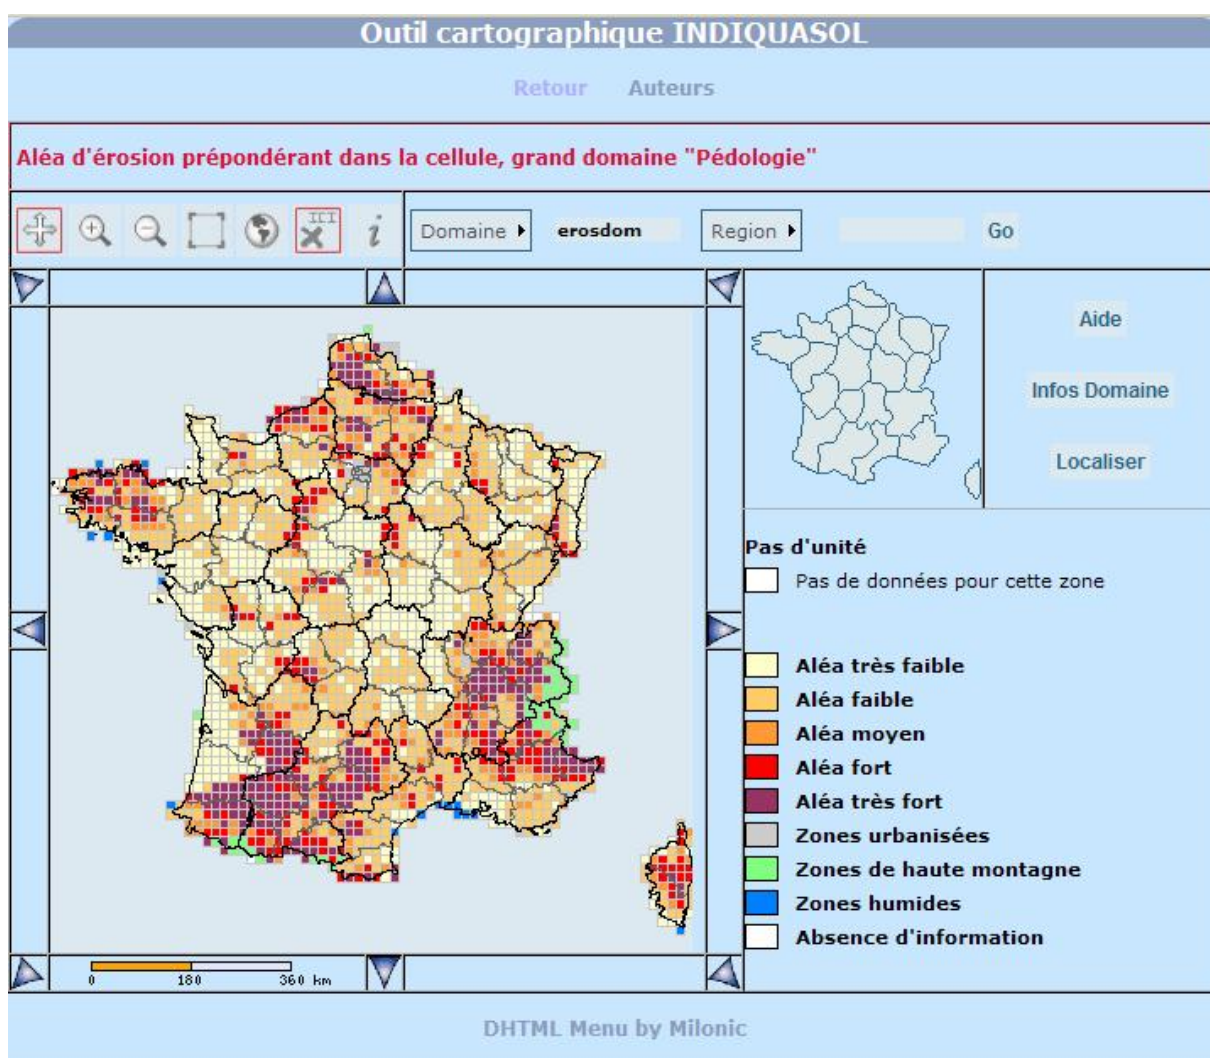 Outil cartographique INDIQUASOL
Retour Auteurs
Aléa d'érosion prépondérant dans la cellule, grand domaine "Pédologie"
ICI
i
Domaine erosdom Region Go
Aide
Infos Domaine
Localiser
Pas d'unité
Pas de données pour cette zone
Aléa très faible
Aléa faible
Aléa moyen
Aléa fort
Aléa très fort
Zones urbanisées
Zones de haute montagne
Zones humides
Absence d'information
0 180 360 km
DHTML Menu by Milonic